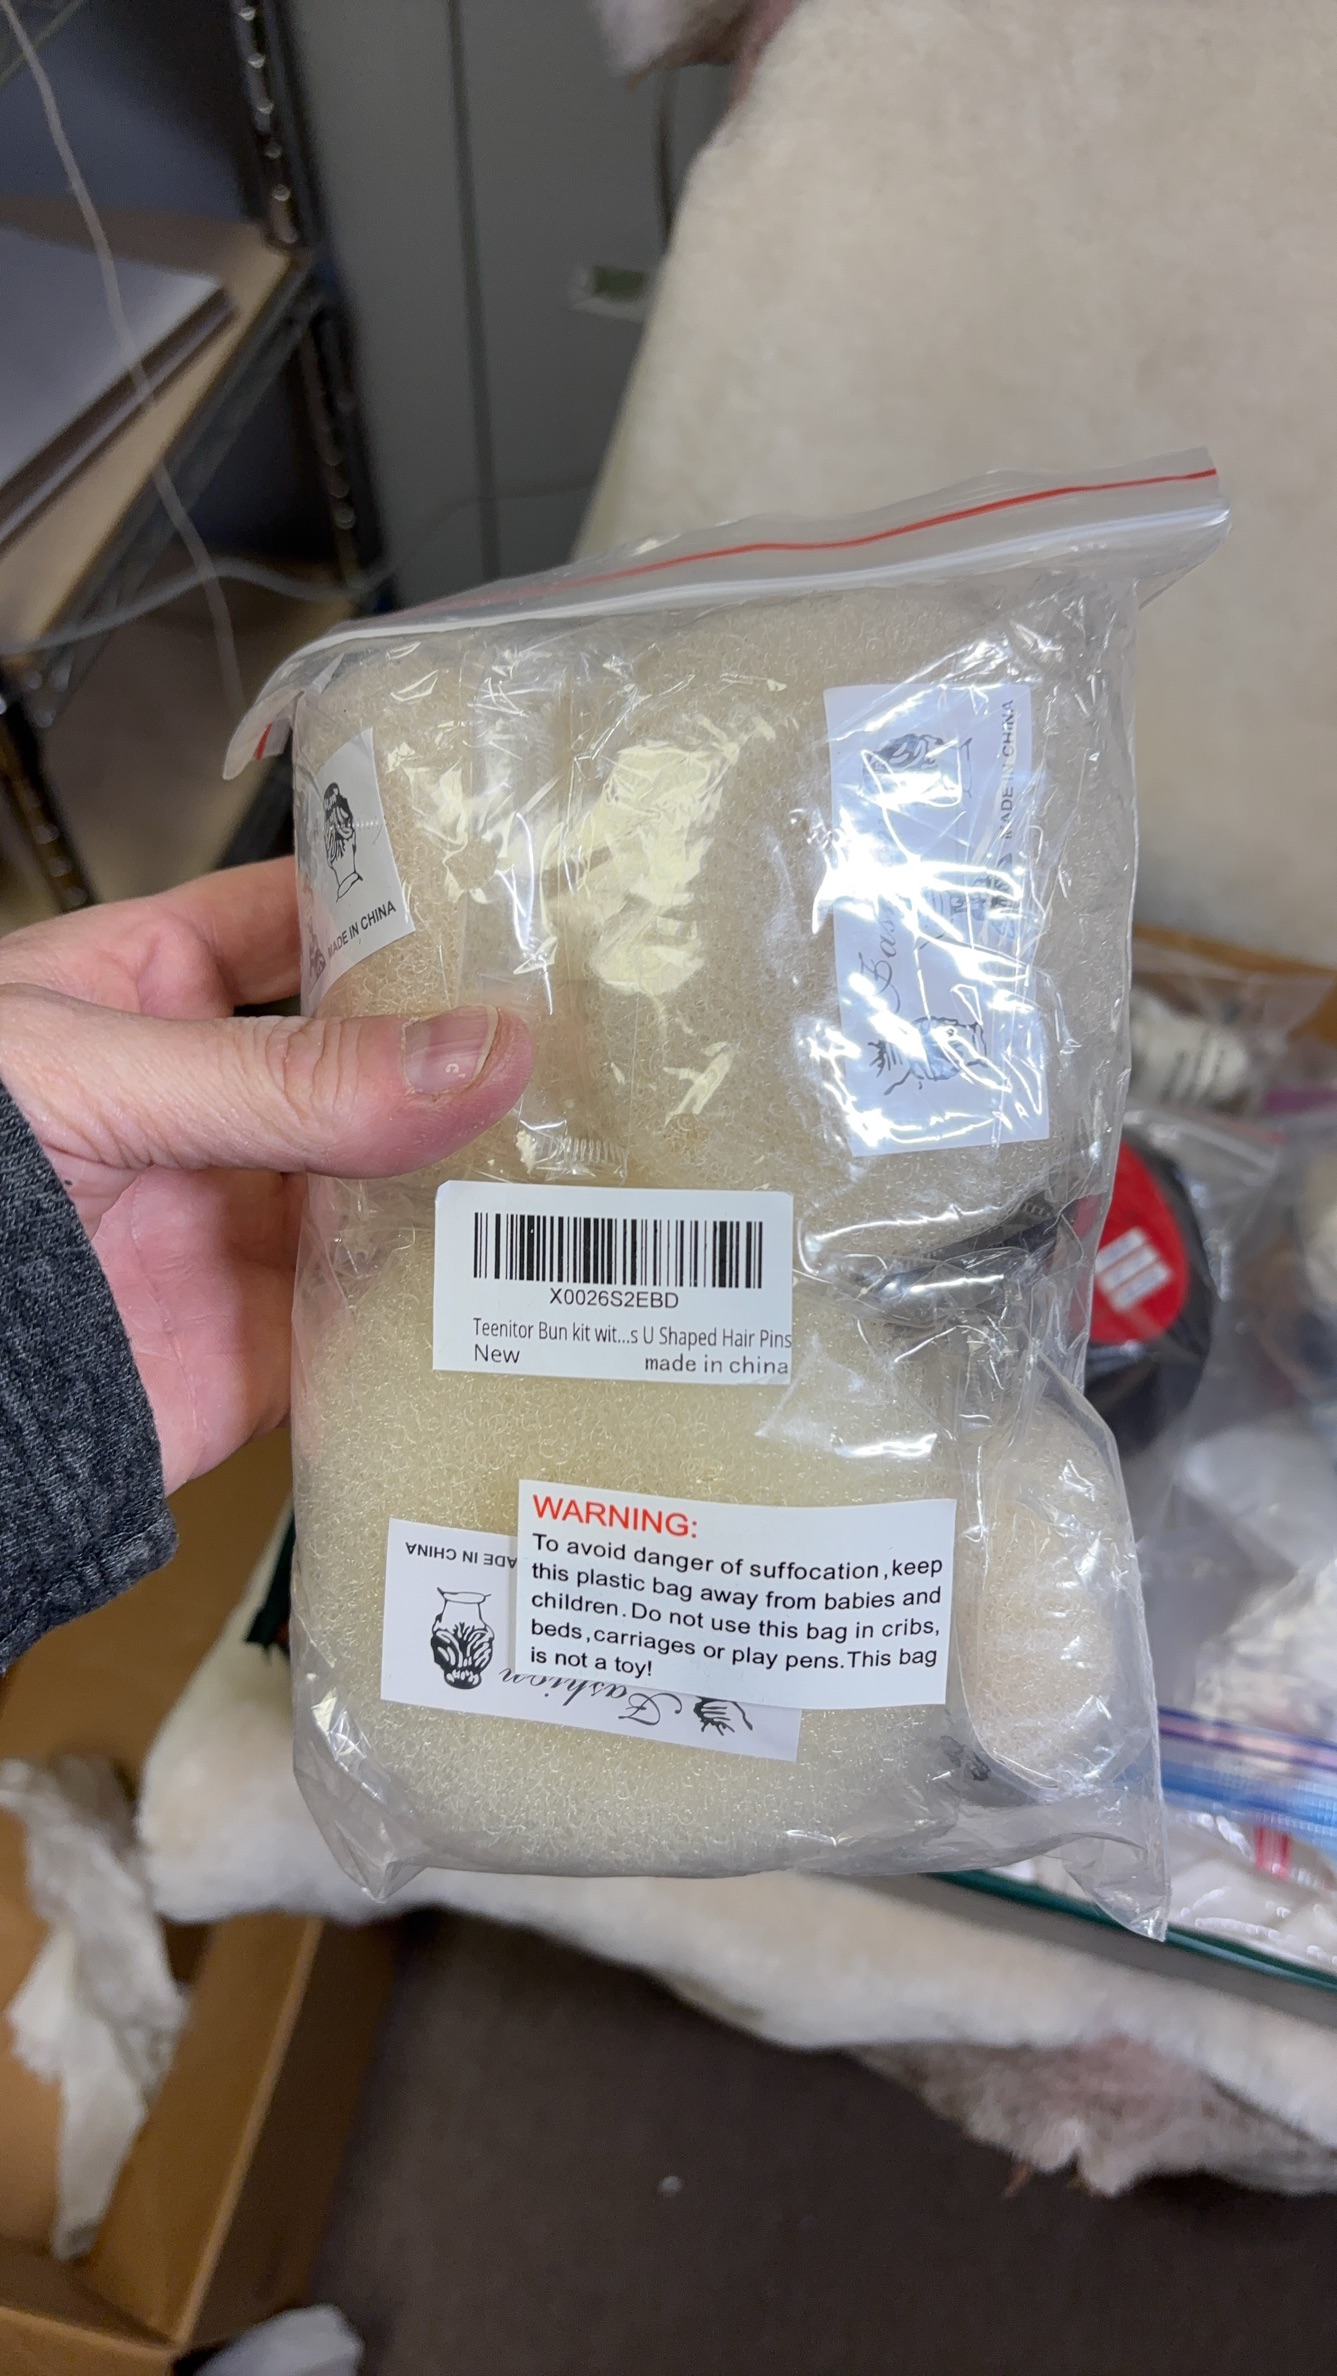 MADE IN CHINA
MADE IN CHINA
Fas
X0026S2EBD
Teenitor Bun kit wit...s U Shaped Hair Pins
New made in china
WARNING:
To avoid danger of suffocation,keep
this plastic bag away from babies and
children.Do not use this bag in cribs,
beds,carriages or play pens.This bag
is not a toy!
ADE IN CHINA
Fashion